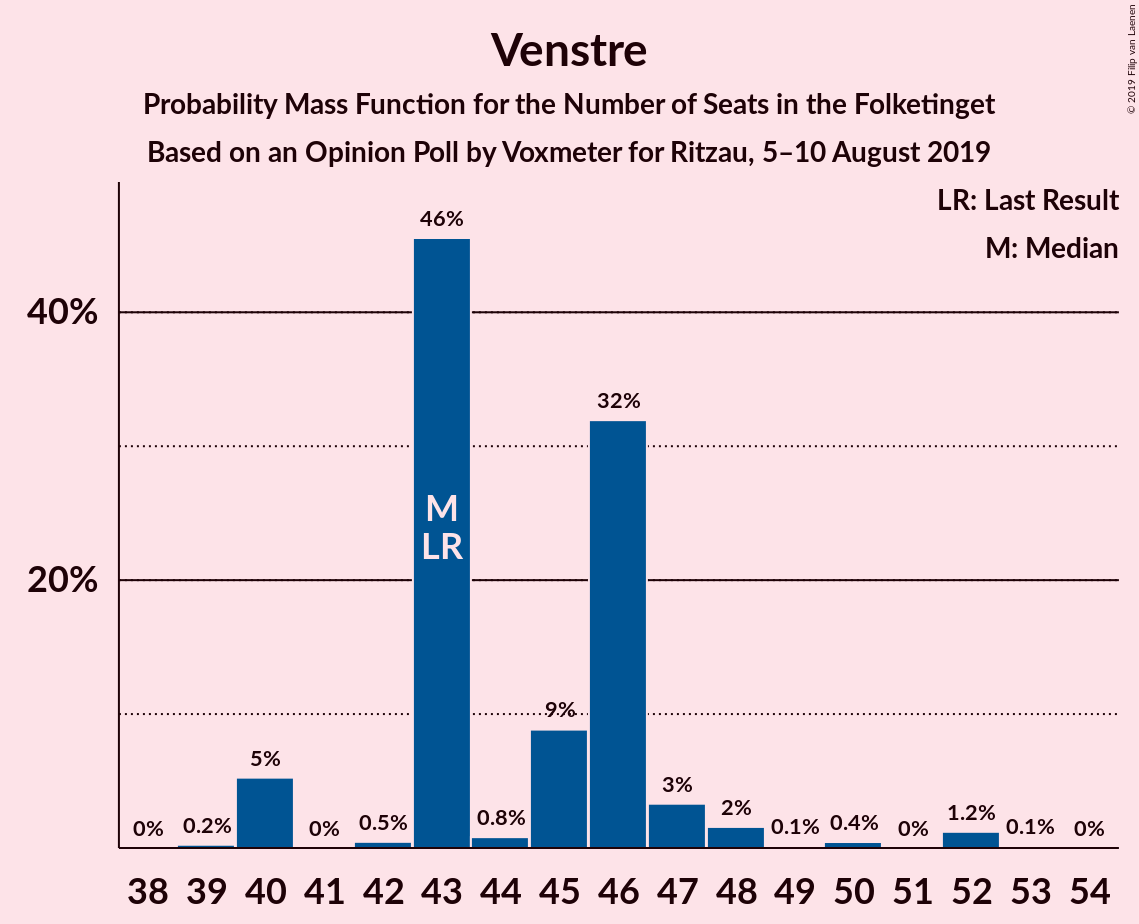 Venstre
Probability Mass Function for the Number of Seats in the Folketinget
Based on an Opinion Poll by Voxmeter for Ritzau, 5–10 August 2019
© 2019 Filip van Laenen
LR: Last Result
M: Median
40%
20%
0%
0.2%
5%
0%
0.5%
46%
0.8%
9%
32%
3%
2%
0.1%
0.4%
0%
1.2%
0.1%
0%
M
LR
38 39 40 41 42 43 44 45 46 47 48 49 50 51 52 53 54